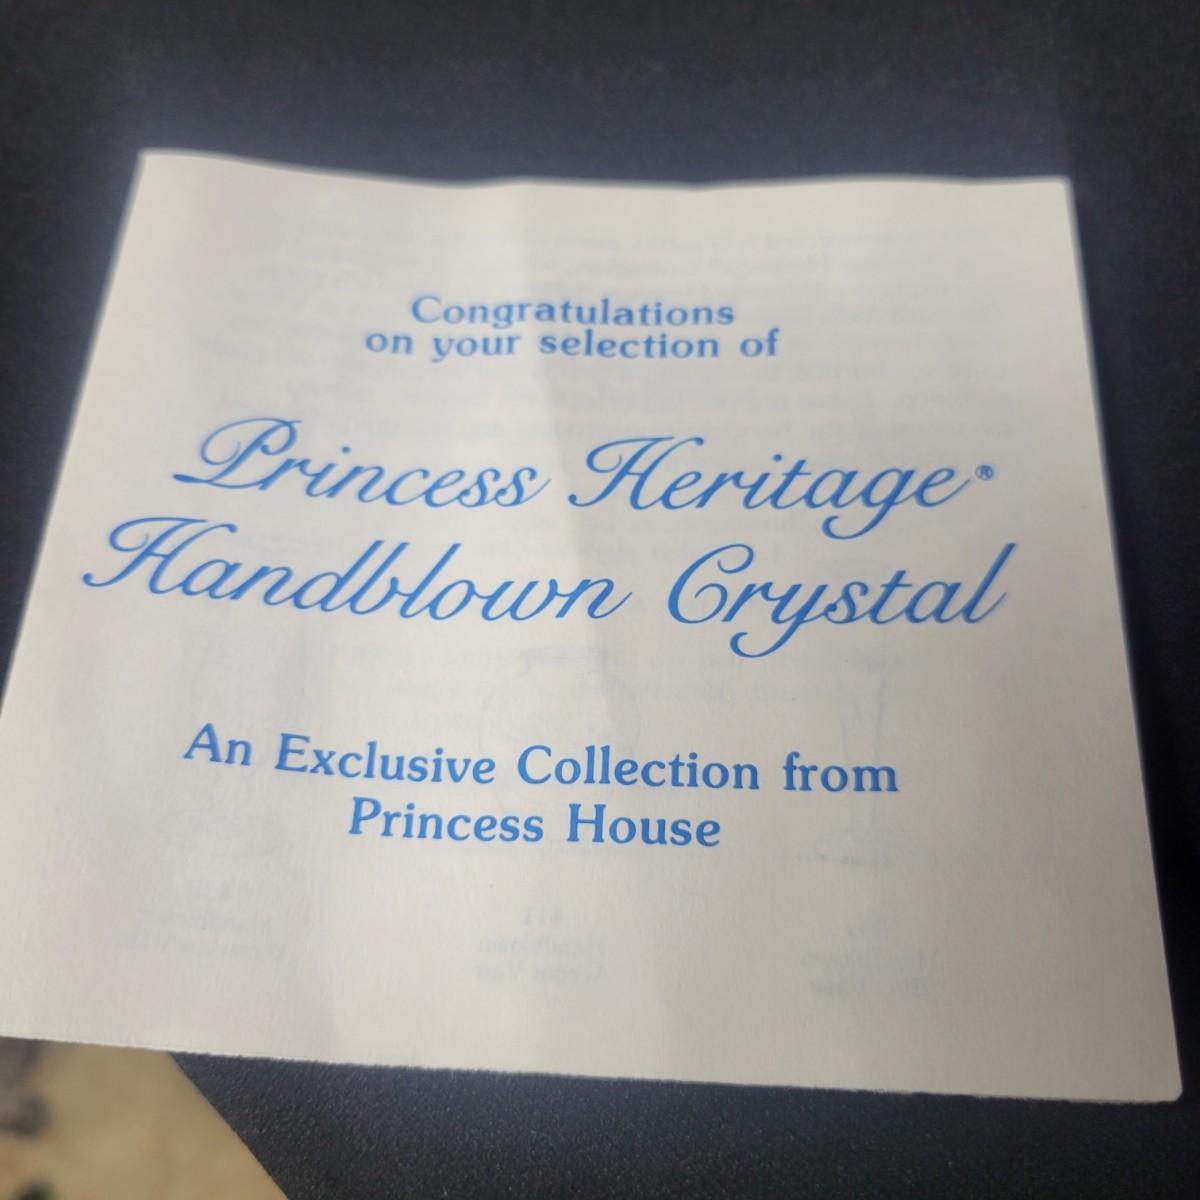 Congratulations
on your selection of
Princess Heritage®
Handblown Crystal
An Exclusive Collection from
Princess House